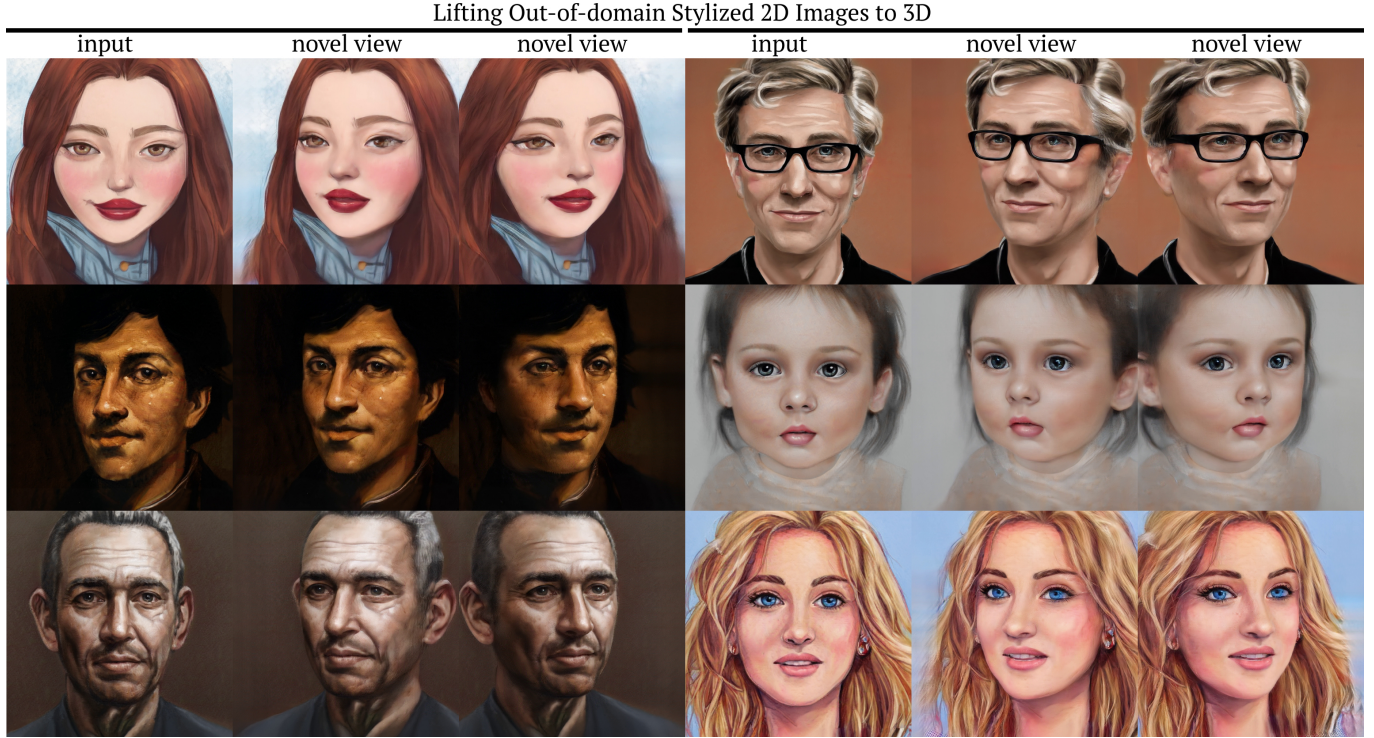 Lifting Out-of-domain Stylized 2D Images to 3D
input novel view novel view input novel view novel view